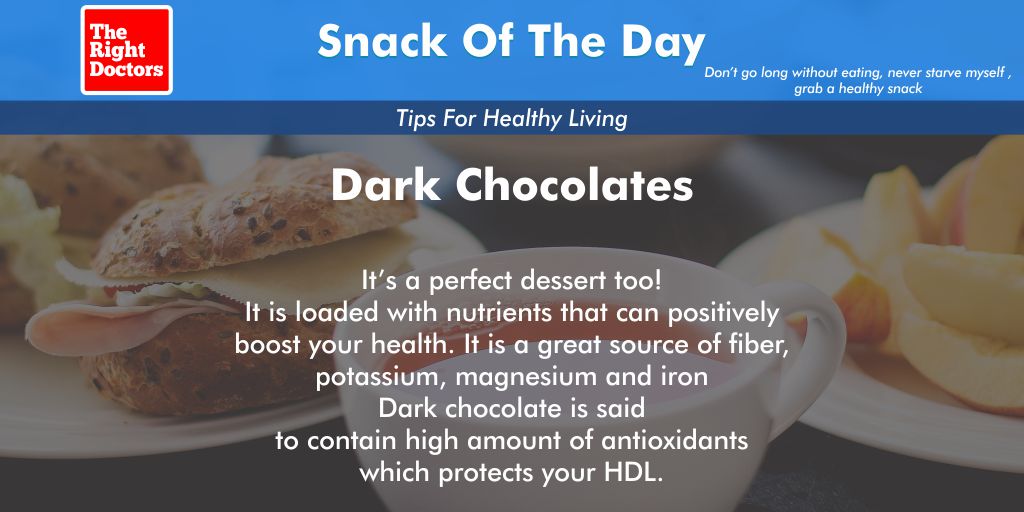 The
Right
Doctors
Snack Of The Day
Don't go long without eating, never starve myself ,
grab a healthy snack
Tips For Healthy Living
Dark Chocolates
It's a perfect dessert too!
It is loaded with nutrients that can positively
boost your health. It is a great source of fiber,
potassium, magnesium and iron
Dark chocolate is said
to contain high amount of antioxidants
which protects your HDL.